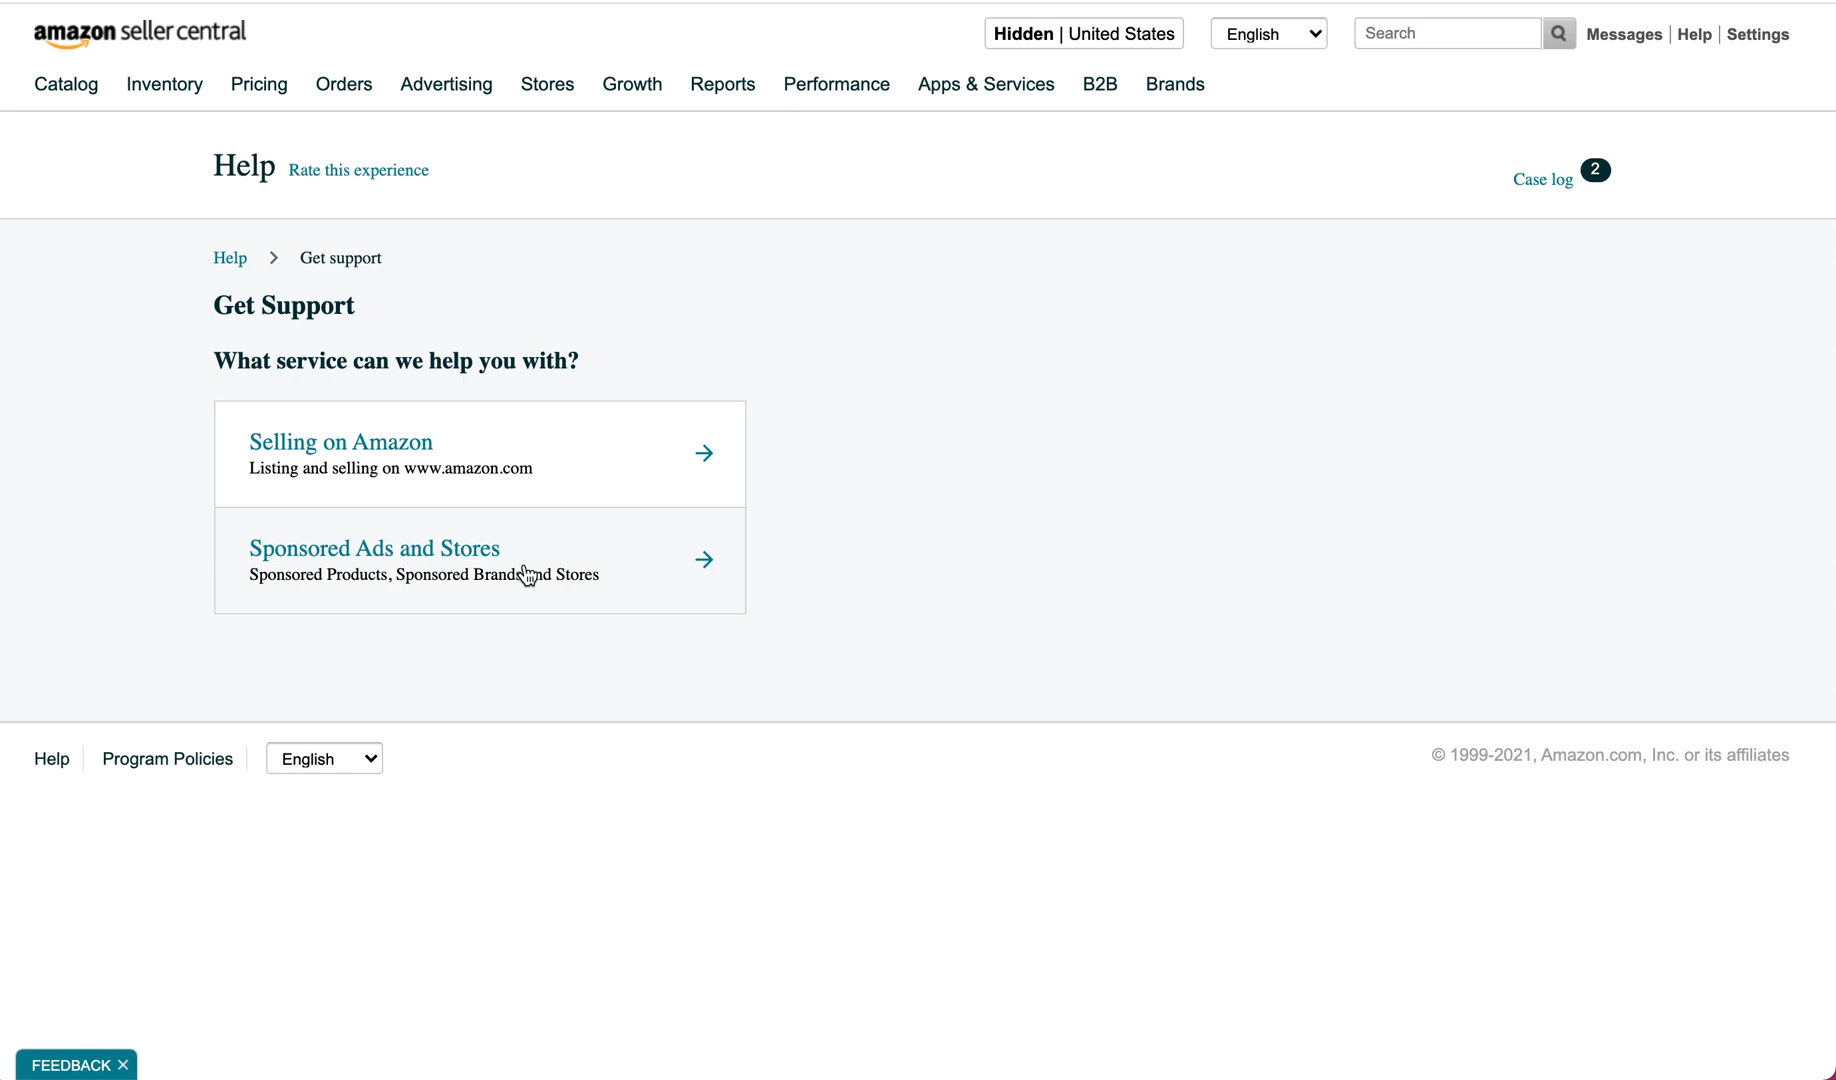 amazon seller central
Hidden | United States
English
Search
Messages | Help | Settings
Catalog Inventory Pricing Orders Advertising Stores Growth Reports Performance Apps & Services B2B Brands
Help Rate this experience
Case log 2
Help > Get support
Get Support
What service can we help you with?
Selling on Amazon
Listing and selling on www.amazon.com
Sponsored Ads and Stores
Sponsored Products, Sponsored Brands and Stores
Help Program Policies English
© 1999-2021, Amazon.com, Inc. or its affiliates
FEEDBACK ×